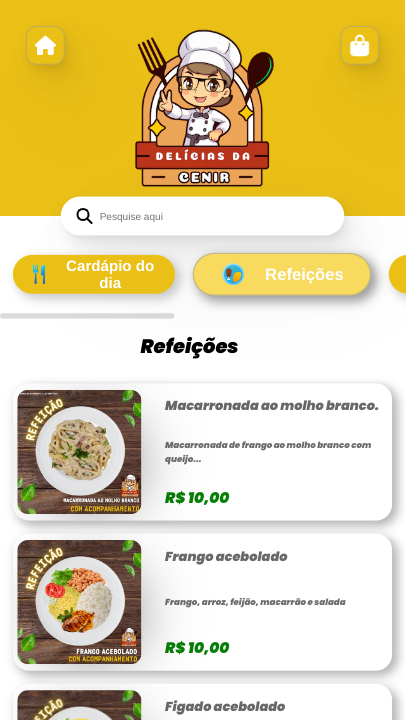 DELÍCIAS DA
CENIR
Pesquise aqui
Cardápio do
dia
Refeições
Refeições
REFEIÇÃO
MACARRONADA AO MOLHO BRANCO
COM ACOMPANHAMENTO
Macarronada ao molho branco.
Macarronada de frango ao molho branco com
queijo...
R$ 10,00
REFEIÇÃO
FRANGO ACEBOLADO
COM ACOMPANHAMENTO
Frango acebolado
Frango, arroz, feijão, macarrão e salada
R$ 10,00
Figado acebolado